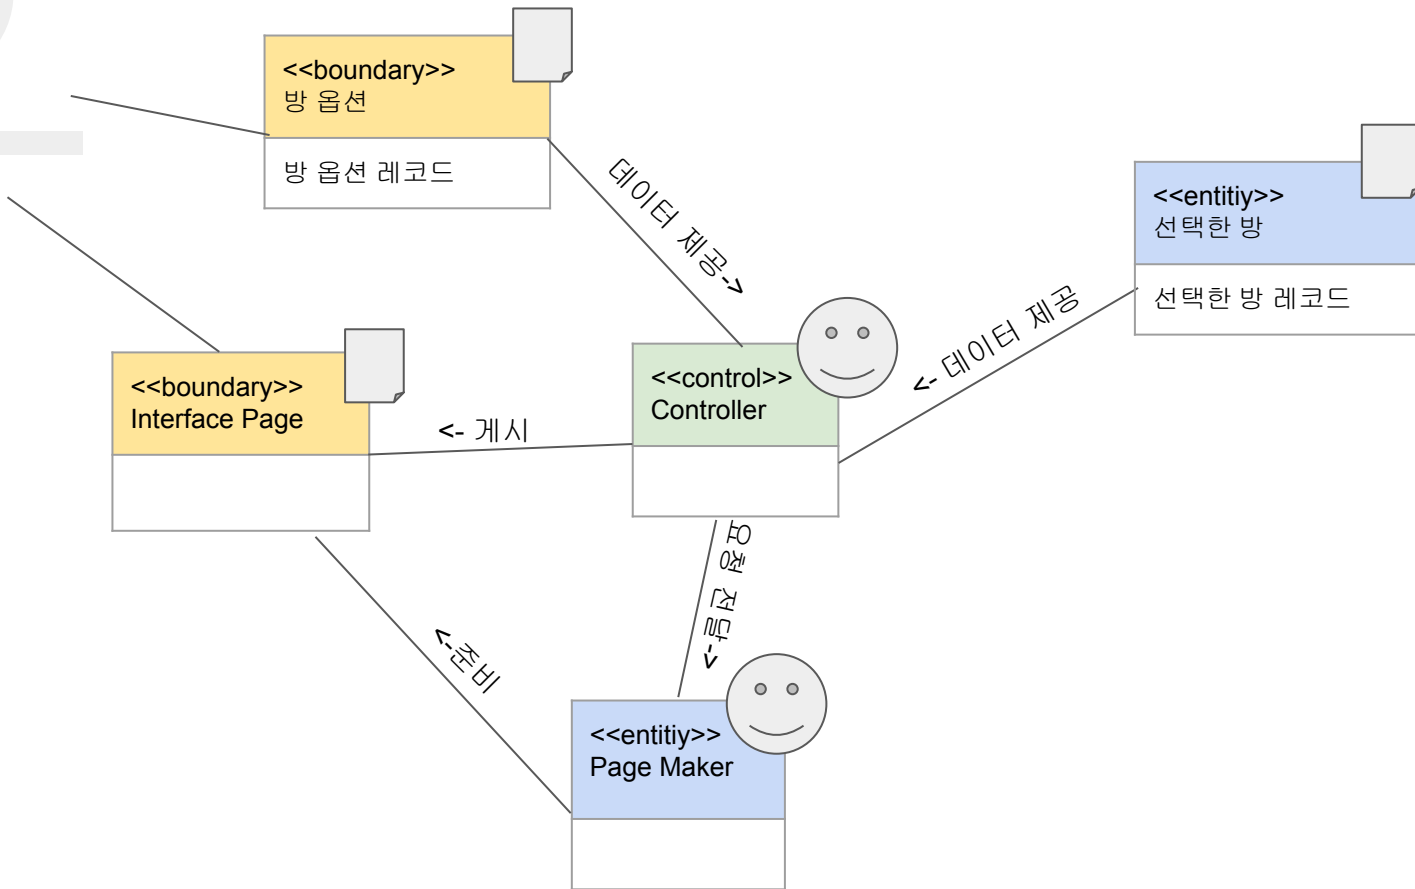 <<boundary>>
방 옵션
방 옵션 레코드
데이터 제공->
<<entitiy>>
선택한 방
선택한 방 레코드
<- 데이터 제공
<<boundary>>
Interface Page
<- 게시
<<control>>
Controller
요청 전달->
<-준비
<<entitiy>>
Page Maker